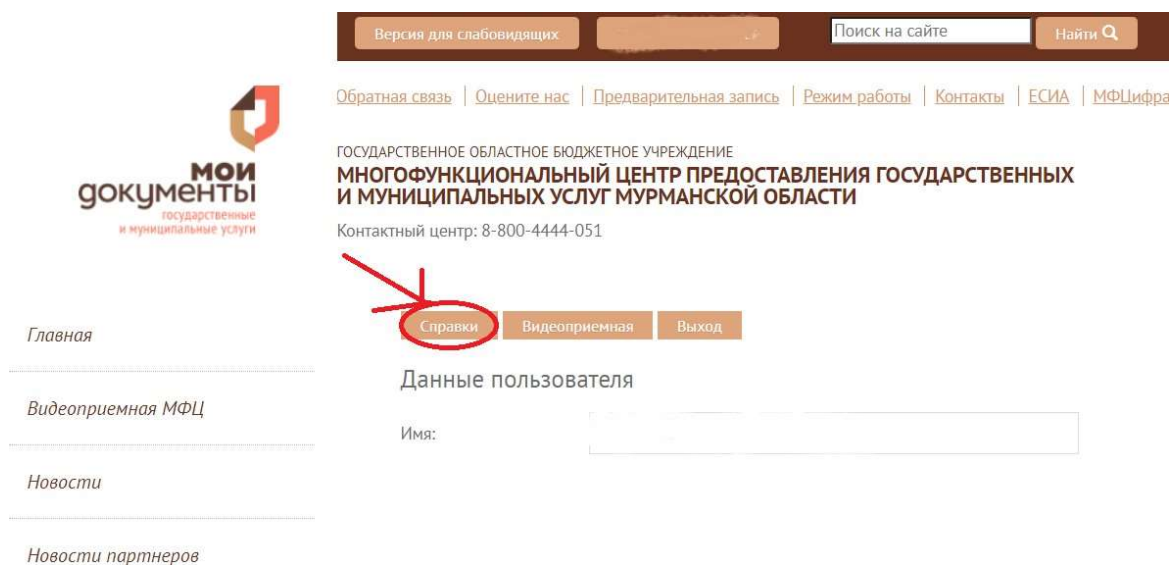 Версия для слабовидящих
Поиск на сайте
Найти
Обратная связь | Оцените нас | Предварительная запись | Режим работы | Контакты | ЕСИА | МФЦифра
мои
документы
государственные
и муниципальные услуги
ГОСУДАРСТВЕННОЕ ОБЛАСТНОЕ БЮДЖЕТНОЕ УЧРЕЖДЕНИЕ
МНОГОФУНКЦИОНАЛЬНЫЙ ЦЕНТР ПРЕДОСТАВЛЕНИЯ ГОСУДАРСТВЕННЫХ
И МУНИЦИПАЛЬНЫХ УСЛУГ МУРМАНСКОЙ ОБЛАСТИ
Контактный центр: 8-800-4444-051
Справки
Видеоприемная
Выход
Данные пользователя
Имя:
Главная
Видеоприемная МФЦ
Новости
Новости партнеров